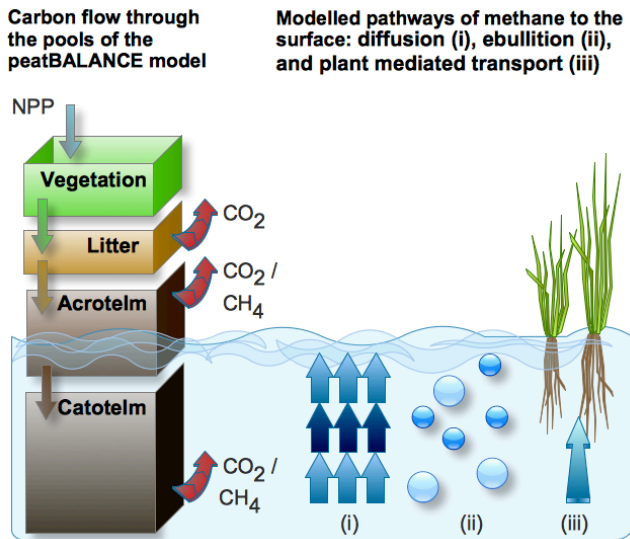 Carbon flow through
the pools of the
peatBALANCE model
Modelled pathways of methane to the
surface: diffusion (i), ebullition (ii),
and plant mediated transport (iii)
NPP
Vegetation
CO2
Litter
CO2 /
CH4
Acrotelm
Catotelm
CO2 /
CH4
(i)
(ii)
(iii)